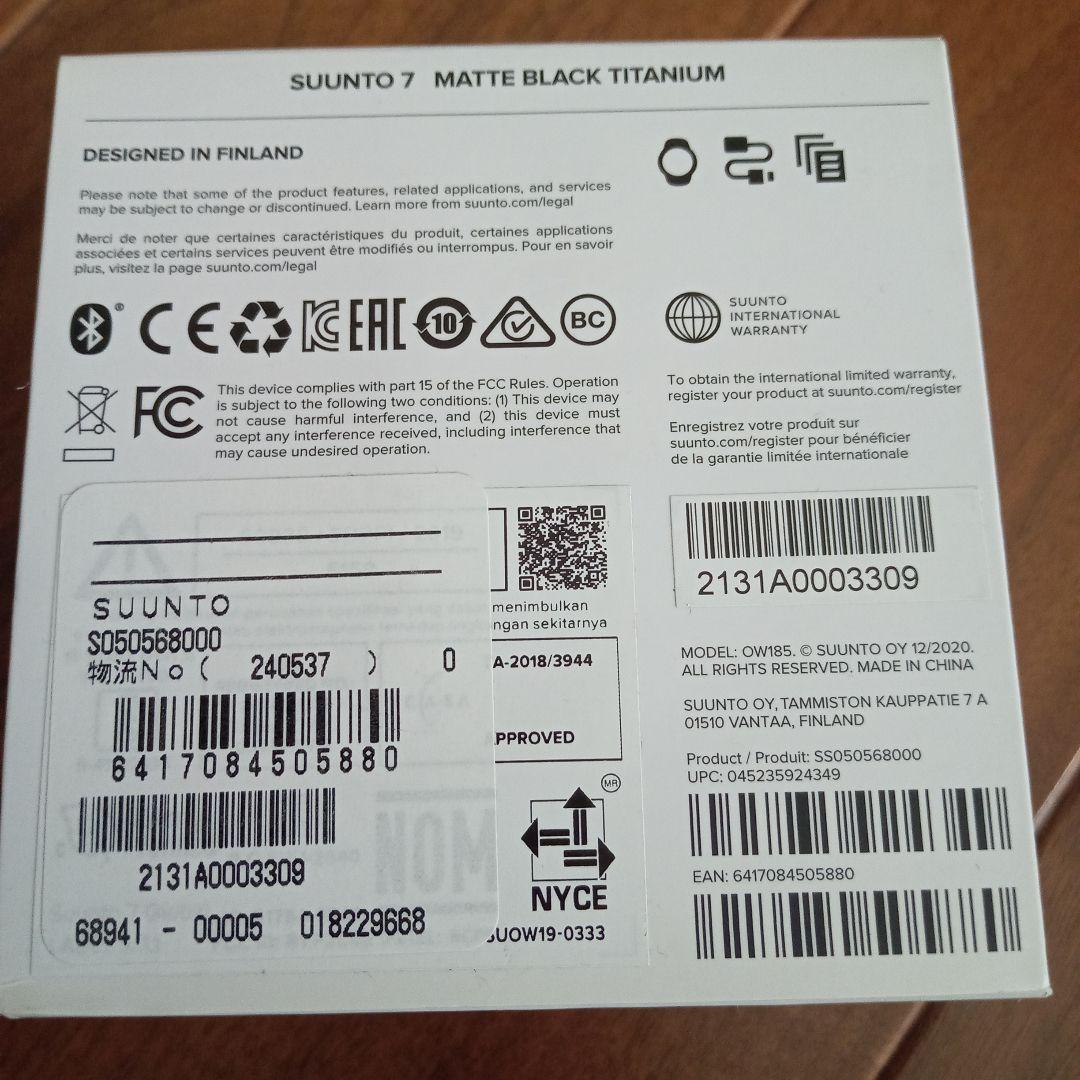 SUUNTO 7 MATTE BLACK TITANIUM
DESIGNED IN FINLAND
Please note that some of the product features, related applications, and services
may be subject to change or discontinued. Learn more from suunto.com/legal
Merci de noter que certaines caractéristiques du produit, certaines applications
associées et certains services peuvent être modifiés ou interrompus. Pour en savoir
plus, visitez la page suunto.com/legal
CE
EAC
10
BC
SUUNTO
INTERNATIONAL
WARRANTY
FC
This device complies with part 15 of the FCC Rules. Operation
is subject to the following two conditions: (1) This device may
not cause harmful interference, and (2) this device must
accept any interference received, including interference that
may cause undesired operation.
To obtain the international limited warranty,
register your product at suunto.com/register
Enregistrez votre produit sur
suunto.com/register pour bénéficier
de la garantie limitée internationale
SUUNTO
S050568000
物流No( 240537 ) 0
6417084505880
2131A0003309
68941 - 00005 018229668
menimbulkan
ngan sekitarnya
A-2018/3944
PPROVED
MR
NYCE
UOW19-0333
2131A0003309
MODEL: OW185. © SUUNTO OY 12/2020.
ALL RIGHTS RESERVED. MADE IN CHINA
SUUNTO OY, TAMMISTON KAUPPATIE 7 A
01510 VANTAA, FINLAND
Product / Produit: SS050568000
UPC: 045235924349
EAN: 6417084505880